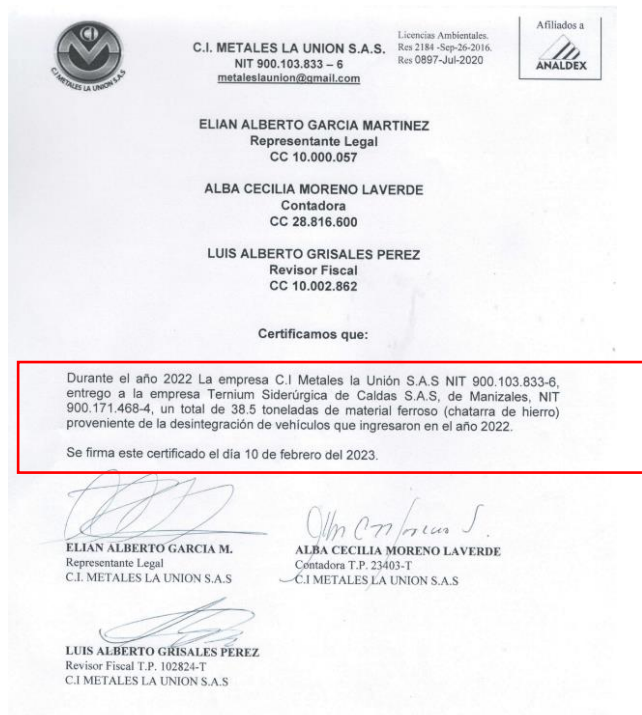 CI
C.I METALES LA UNION S.A.S
C.I. METALES LA UNION S.A.S.
NIT 900.103.833 – 6
metaleslaunion@gmail.com
Licencias Ambientales.
Res 2184 -Sep-26-2016.
Res 0897-Jul-2020
Afiliados a
ANALDEX
ELIAN ALBERTO GARCIA MARTINEZ
Representante Legal
CC 10.000.057
ALBA CECILIA MORENO LAVERDE
Contadora
CC 28.816.600
LUIS ALBERTO GRISALES PEREZ
Revisor Fiscal
CC 10.002.862
Certificamos que:
Durante el año 2022 La empresa C.I Metales la Unión S.A.S NIT 900.103.833-6,
entrego a la empresa Ternium Siderúrgica de Caldas S.A.S, de Manizales, NIT
900.171.468-4, un total de 38.5 toneladas de material ferroso (chatarra de hierro)
proveniente de la desintegración de vehículos que ingresaron en el año 2022.
Se firma este certificado el día 10 de febrero del 2023.
ELIAN ALBERTO GARCIA M.
Representante Legal
C.I. METALES LA UNION S.A.S
ALBA CECILIA MORENO LAVERDE
Contadora T.P. 23403-T
C.I METALES LA UNION S.A.S
LUIS ALBERTO GRISALES PEREZ
Revisor Fiscal T.P. 102824-T
C.I METALES LA UNION S.A.S